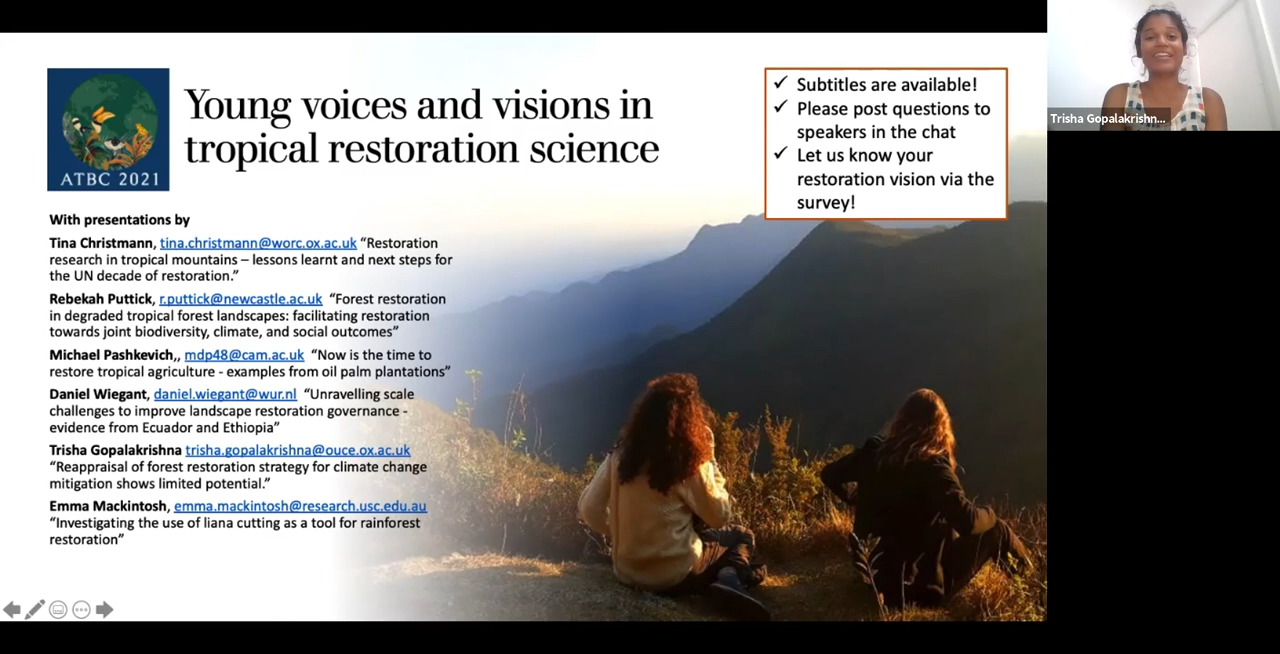 Young voices and visions in
tropical restoration science
ATBC 2021
✓ Subtitles are available!
✓ Please post questions to
speakers in the chat
✓ Let us know your
restoration vision via the
survey!
Trisha Gopalakrishn...
With presentations by
Tina Christmann, tina.christmann@worc.ox.ac.uk “Restoration
research in tropical mountains – lessons learnt and next steps for
the UN decade of restoration.”
Rebekah Puttick, r.puttick@newcastle.ac.uk “Forest restoration
in degraded tropical forest landscapes: facilitating restoration
towards joint biodiversity, climate, and social outcomes”
Michael Pashkevich,, mdp48@cam.ac.uk “Now is the time to
restore tropical agriculture - examples from oil palm plantations”
Daniel Wiegant, daniel.wiegant@wur.nl “Unravelling scale
challenges to improve landscape restoration governance -
evidence from Ecuador and Ethiopia”
Trisha Gopalakrishna trisha.gopalakrishna@ouce.ox.ac.uk
“Reappraisal of forest restoration strategy for climate change
mitigation shows limited potential.”
Emma Mackintosh, emma.mackintosh@research.usc.edu.au
“Investigating the use of liana cutting as a tool for rainforest
restoration”